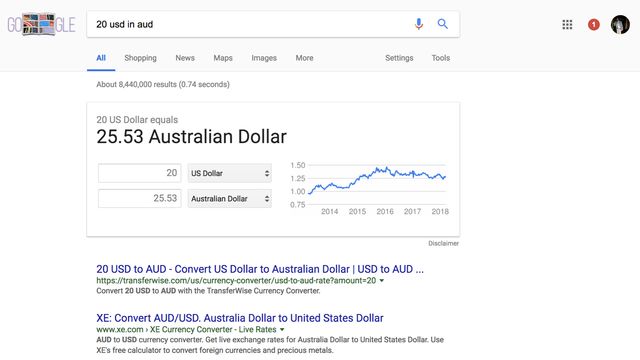 GO GLE
20 usd in aud
1
All Shopping News Maps Images More Settings Tools
About 8,440,000 results (0.74 seconds)
20 US Dollar equals
25.53 Australian Dollar
20 US Dollar
25.53 Australian Dollar
1.50
1.25
1.00
0.75
2014 2015 2016 2017 2018
Disclaimer
20 USD to AUD - Convert US Dollar to Australian Dollar | USD to AUD ...
https://transferwise.com/us/currency-converter/usd-to-aud-rate?amount=20
Convert 20 USD to AUD with the TransferWise Currency Converter.
XE: Convert AUD/USD. Australia Dollar to United States Dollar
www.xe.com › XE Currency Converter - Live Rates
AUD to USD currency converter. Get live exchange rates for Australia Dollar to United States Dollar. Use
XE's free calculator to convert foreign currencies and precious metals.